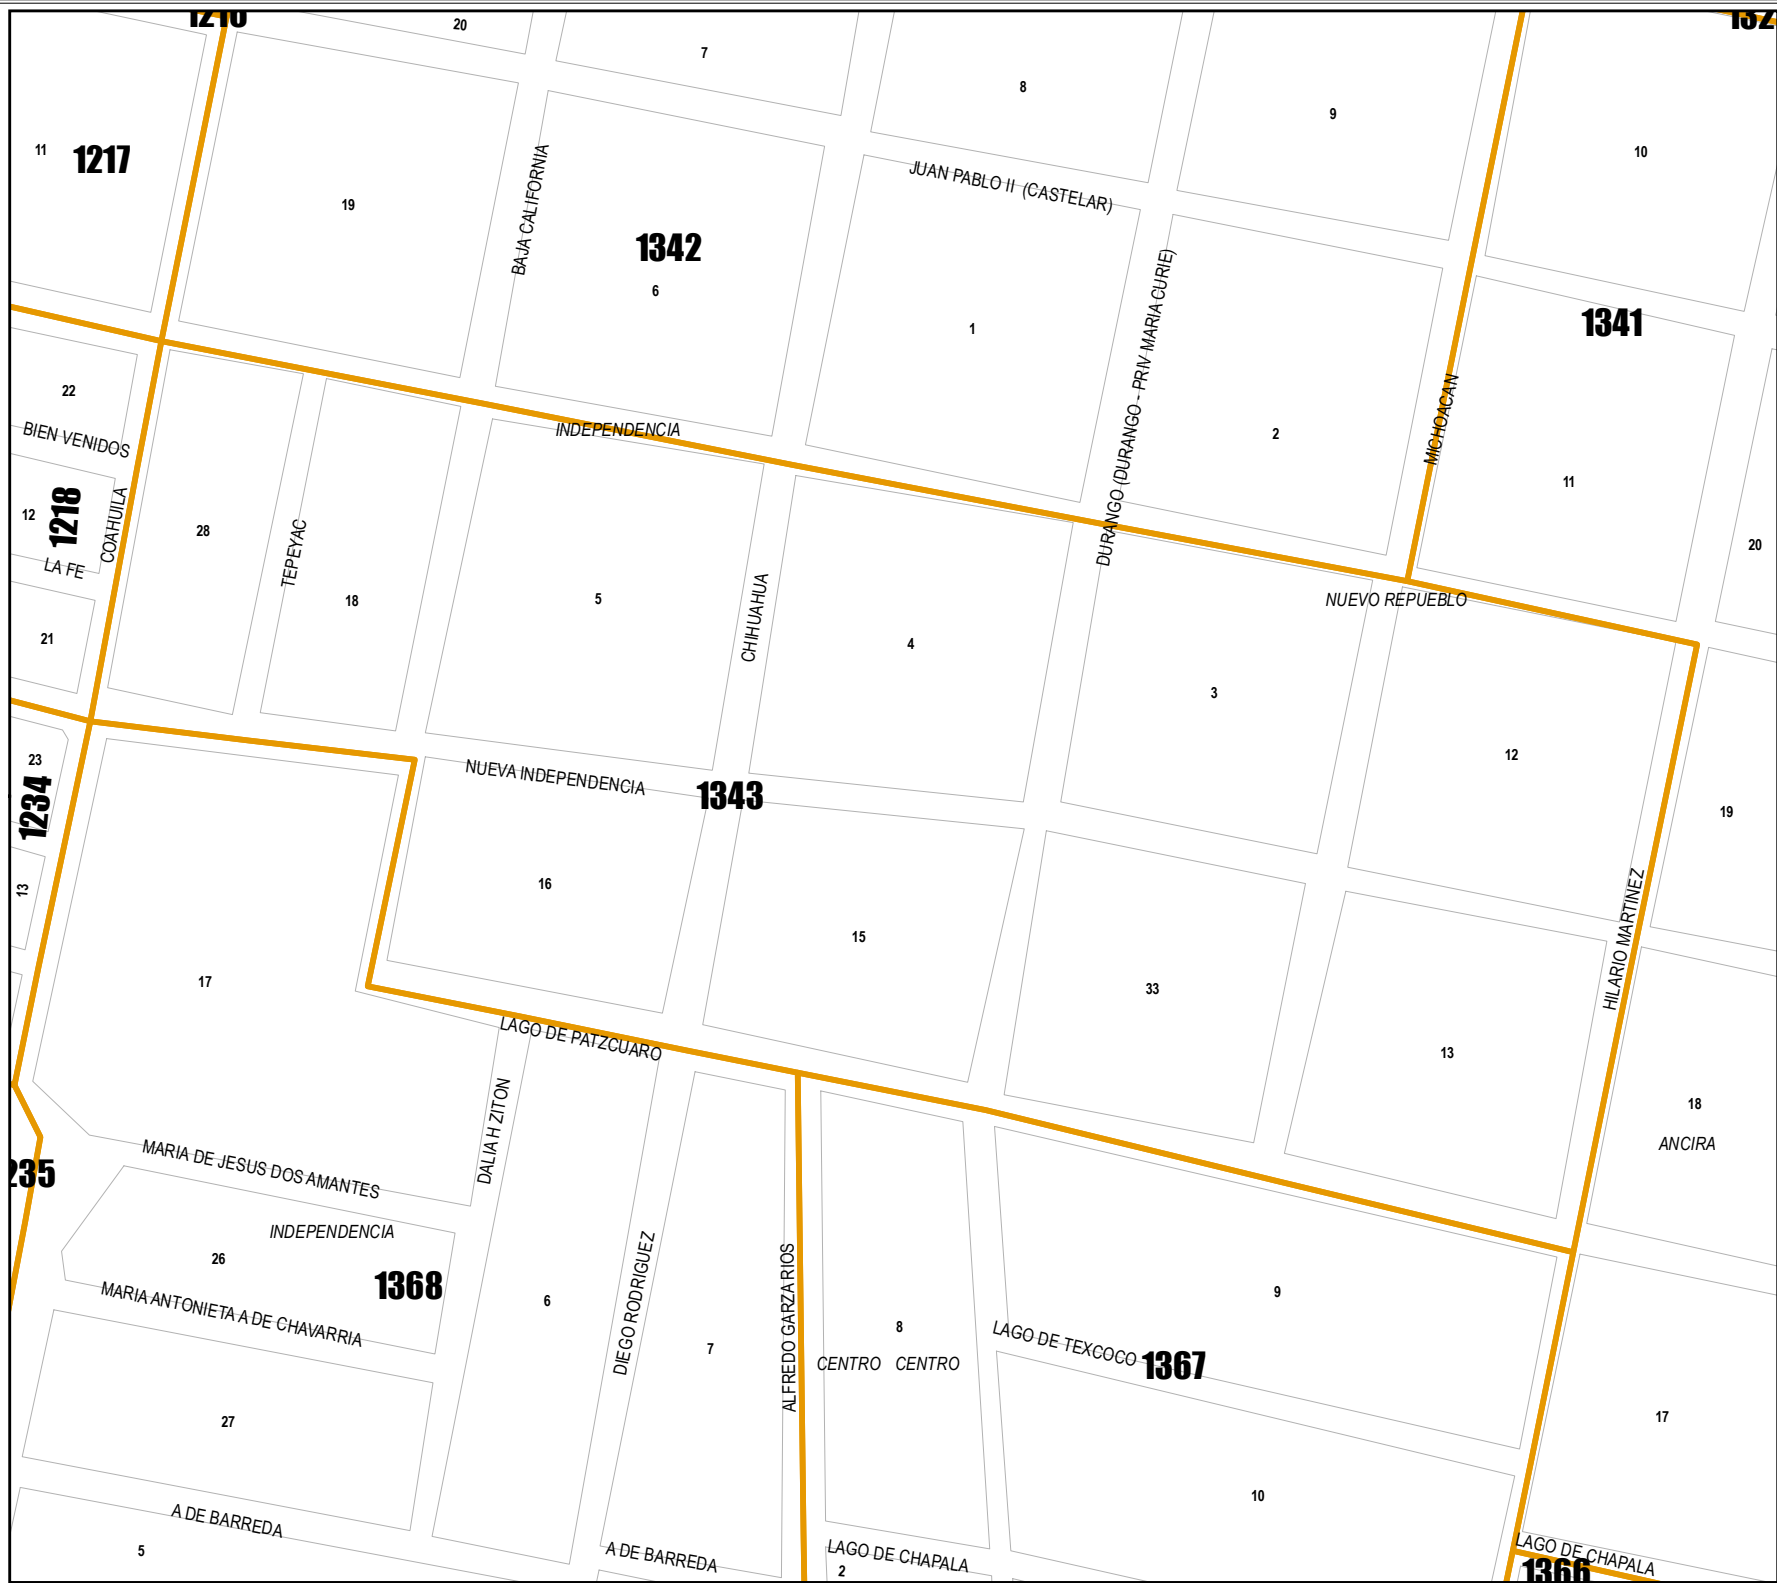 1216
20
7
8
9
10
11
1217
19
BAJA CALIFORNIA
1342
6
JUAN PABLO II (CASTELAR)
1
DURANGO (DURANGO - PRIV MARIA CURIE)
2
MICHOACAN
1341
11
20
22
BIEN VENIDOS
12
1218
COAHUILA
LA FE
21
28
TEPEYAC
18
INDEPENDENCIA
5
CHIHUAHUA
4
3
NUEVO REPUEBLO
12
19
23
1234
13
NUEVA INDEPENDENCIA
1343
16
15
33
13
HILARIO MARTINEZ
18
ANCIRA
17
LAGO DE PATZCUARO
DALIA H ZITON
MARIA DE JESUS DOS AMANTES
235
INDEPENDENCIA
26
1368
MARIA ANTONIETA A DE CHAVARRIA
27
6
DIEGO RODRIGUEZ
7
ALFREDO GARZA RIOS
8
CENTRO CENTRO
9
LAGO DE TEXCOCO
1367
10
17
A DE BARREDA
5
A DE BARREDA
LAGO DE CHAPALA
2
LAGO DE CHAPALA
1366